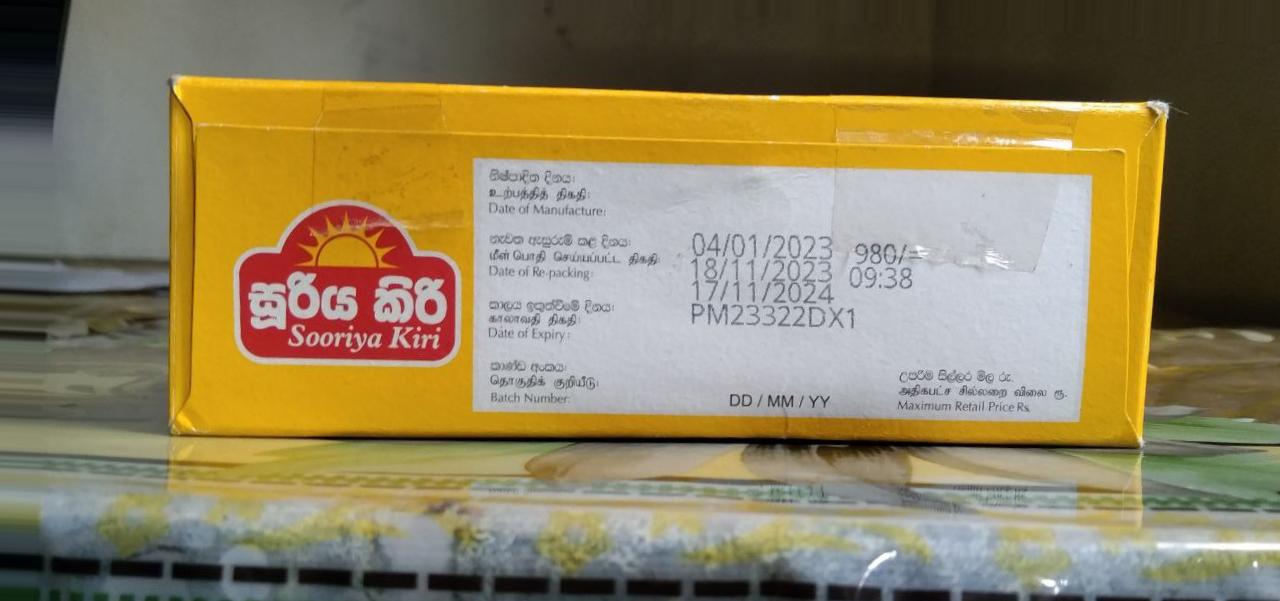 සූරිය කිරි
Sooriya Kiri
නිෂ්පාදිත දිනය:
உற்பத்தித் திகதி:
Date of Manufacture:
නැවත ඇසුරුම් කළ දිනය:
மீள் பொதி செய்யப்பட்ட திகதி:
Date of Re-packing:
කාලය ඉකුත්වීමේ දිනය:
காலாவதி திகதி:
Date of Expiry:
කාණ්ඩ අංකය:
தொகுதிக் குறியீடு:
Batch Number:
04/01/2023 980/=
18/11/2023 09:38
17/11/2024
PM23322DX1
DD / MM / YY
උපරිම සිල්ලර මිල රු.
அதிகபட்ச சில்லறை விலை ரூ.
Maximum Retail Price Rs.